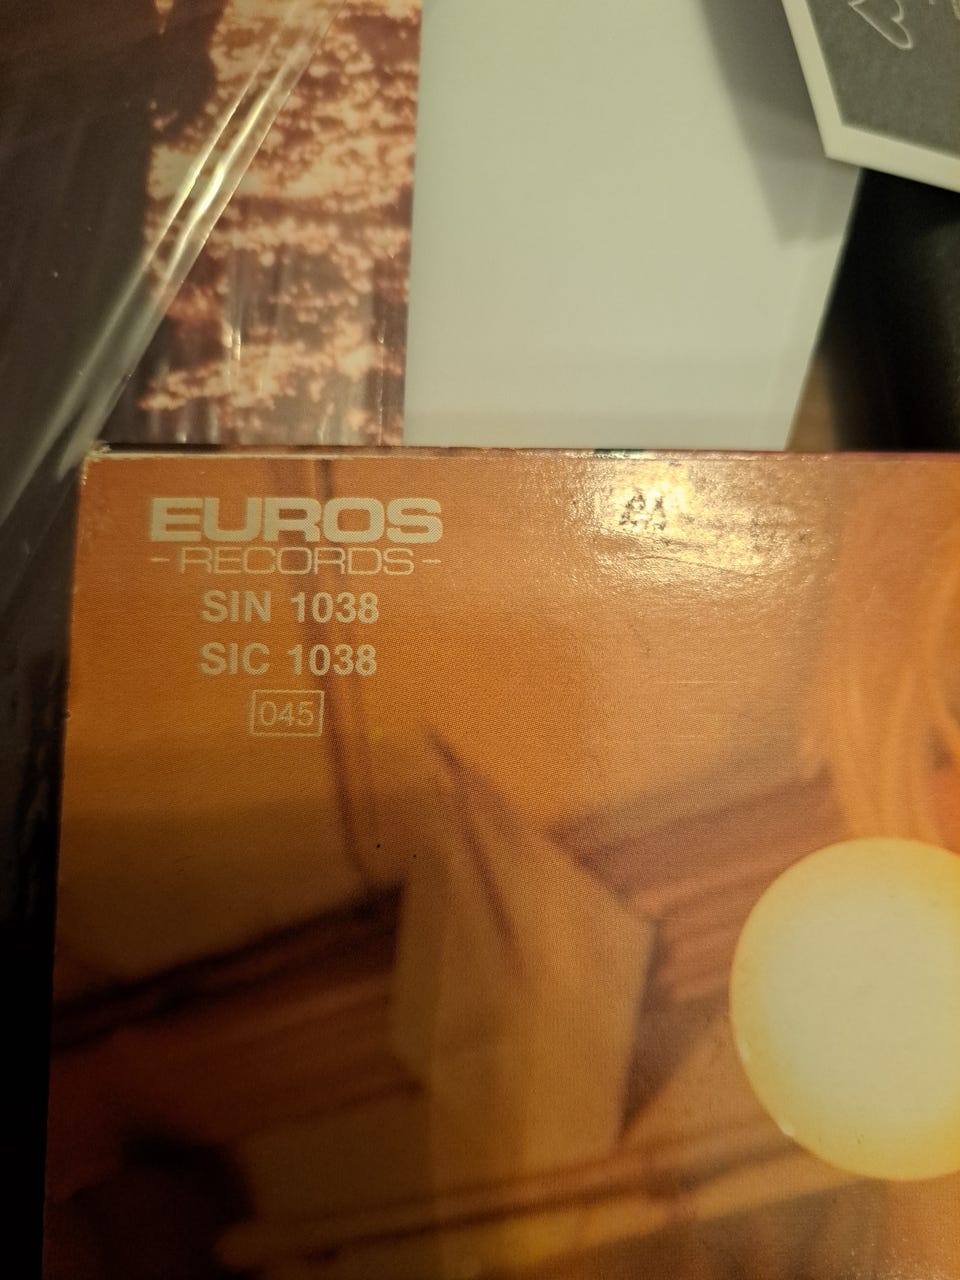 EUROS
-RECORDS-
SIN 1038
SIC 1038
045